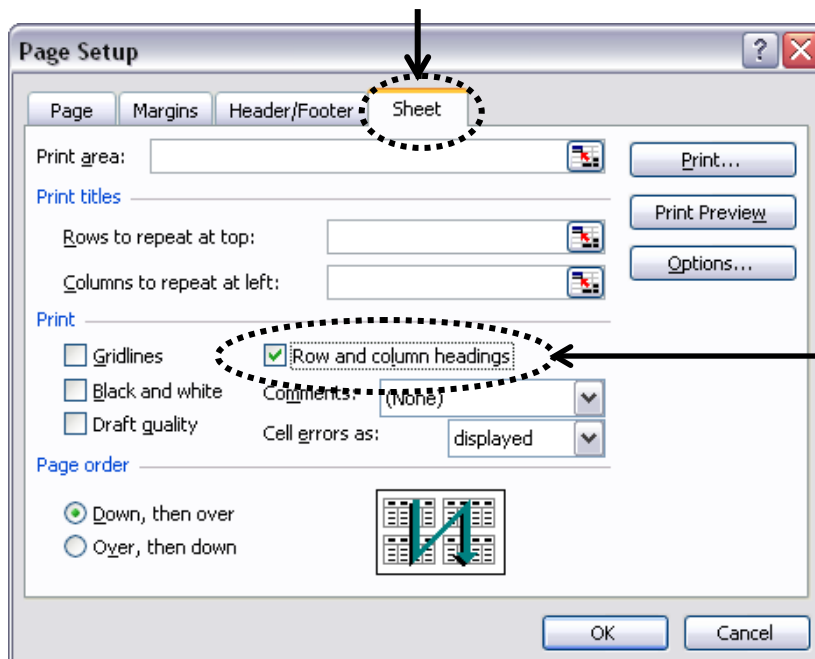 Page Setup
Page Margins Header/Footer Sheet
Print area:
Print...
Print titles
Print Preview
Rows to repeat at top:
Options...
Columns to repeat at left:
Print
Gridlines Row and column headings
Black and white Comments: (None)
Draft quality Cell errors as: displayed
Page order
Down, then over
Over, then down
OK Cancel